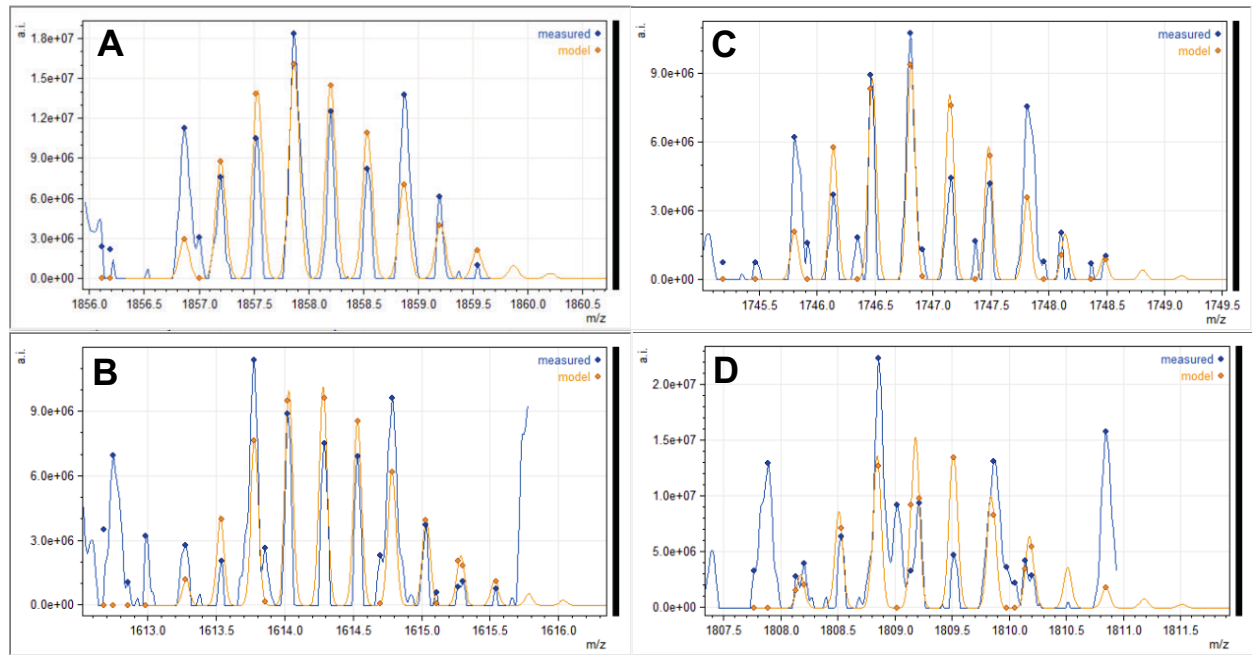 A
a.i.
measured
model
1.8e+07
1.5e+07
1.2e+07
9.0e+06
6.0e+06
3.0e+06
0.0e+00
1856.0 1856.5 1857.0 1857.5 1858.0 1858.5 1859.0 1859.5 1860.0 1860.5
m/z
C
a.i.
measured
model
9.0e+06
6.0e+06
3.0e+06
0.0e+00
1745.5 1746.0 1746.5 1747.0 1747.5 1748.0 1748.5 1749.0 1749.5
m/z
B
a.i.
measured
model
9.0e+06
6.0e+06
3.0e+06
0.0e+00
1613.0 1613.5 1614.0 1614.5 1615.0 1615.5 1616.0
m/z
D
a.i.
measured
model
2.0e+07
1.5e+07
1.0e+07
5.0e+06
0.0e+00
1807.5 1808.0 1808.5 1809.0 1809.5 1810.0 1810.5 1811.0 1811.5
m/z